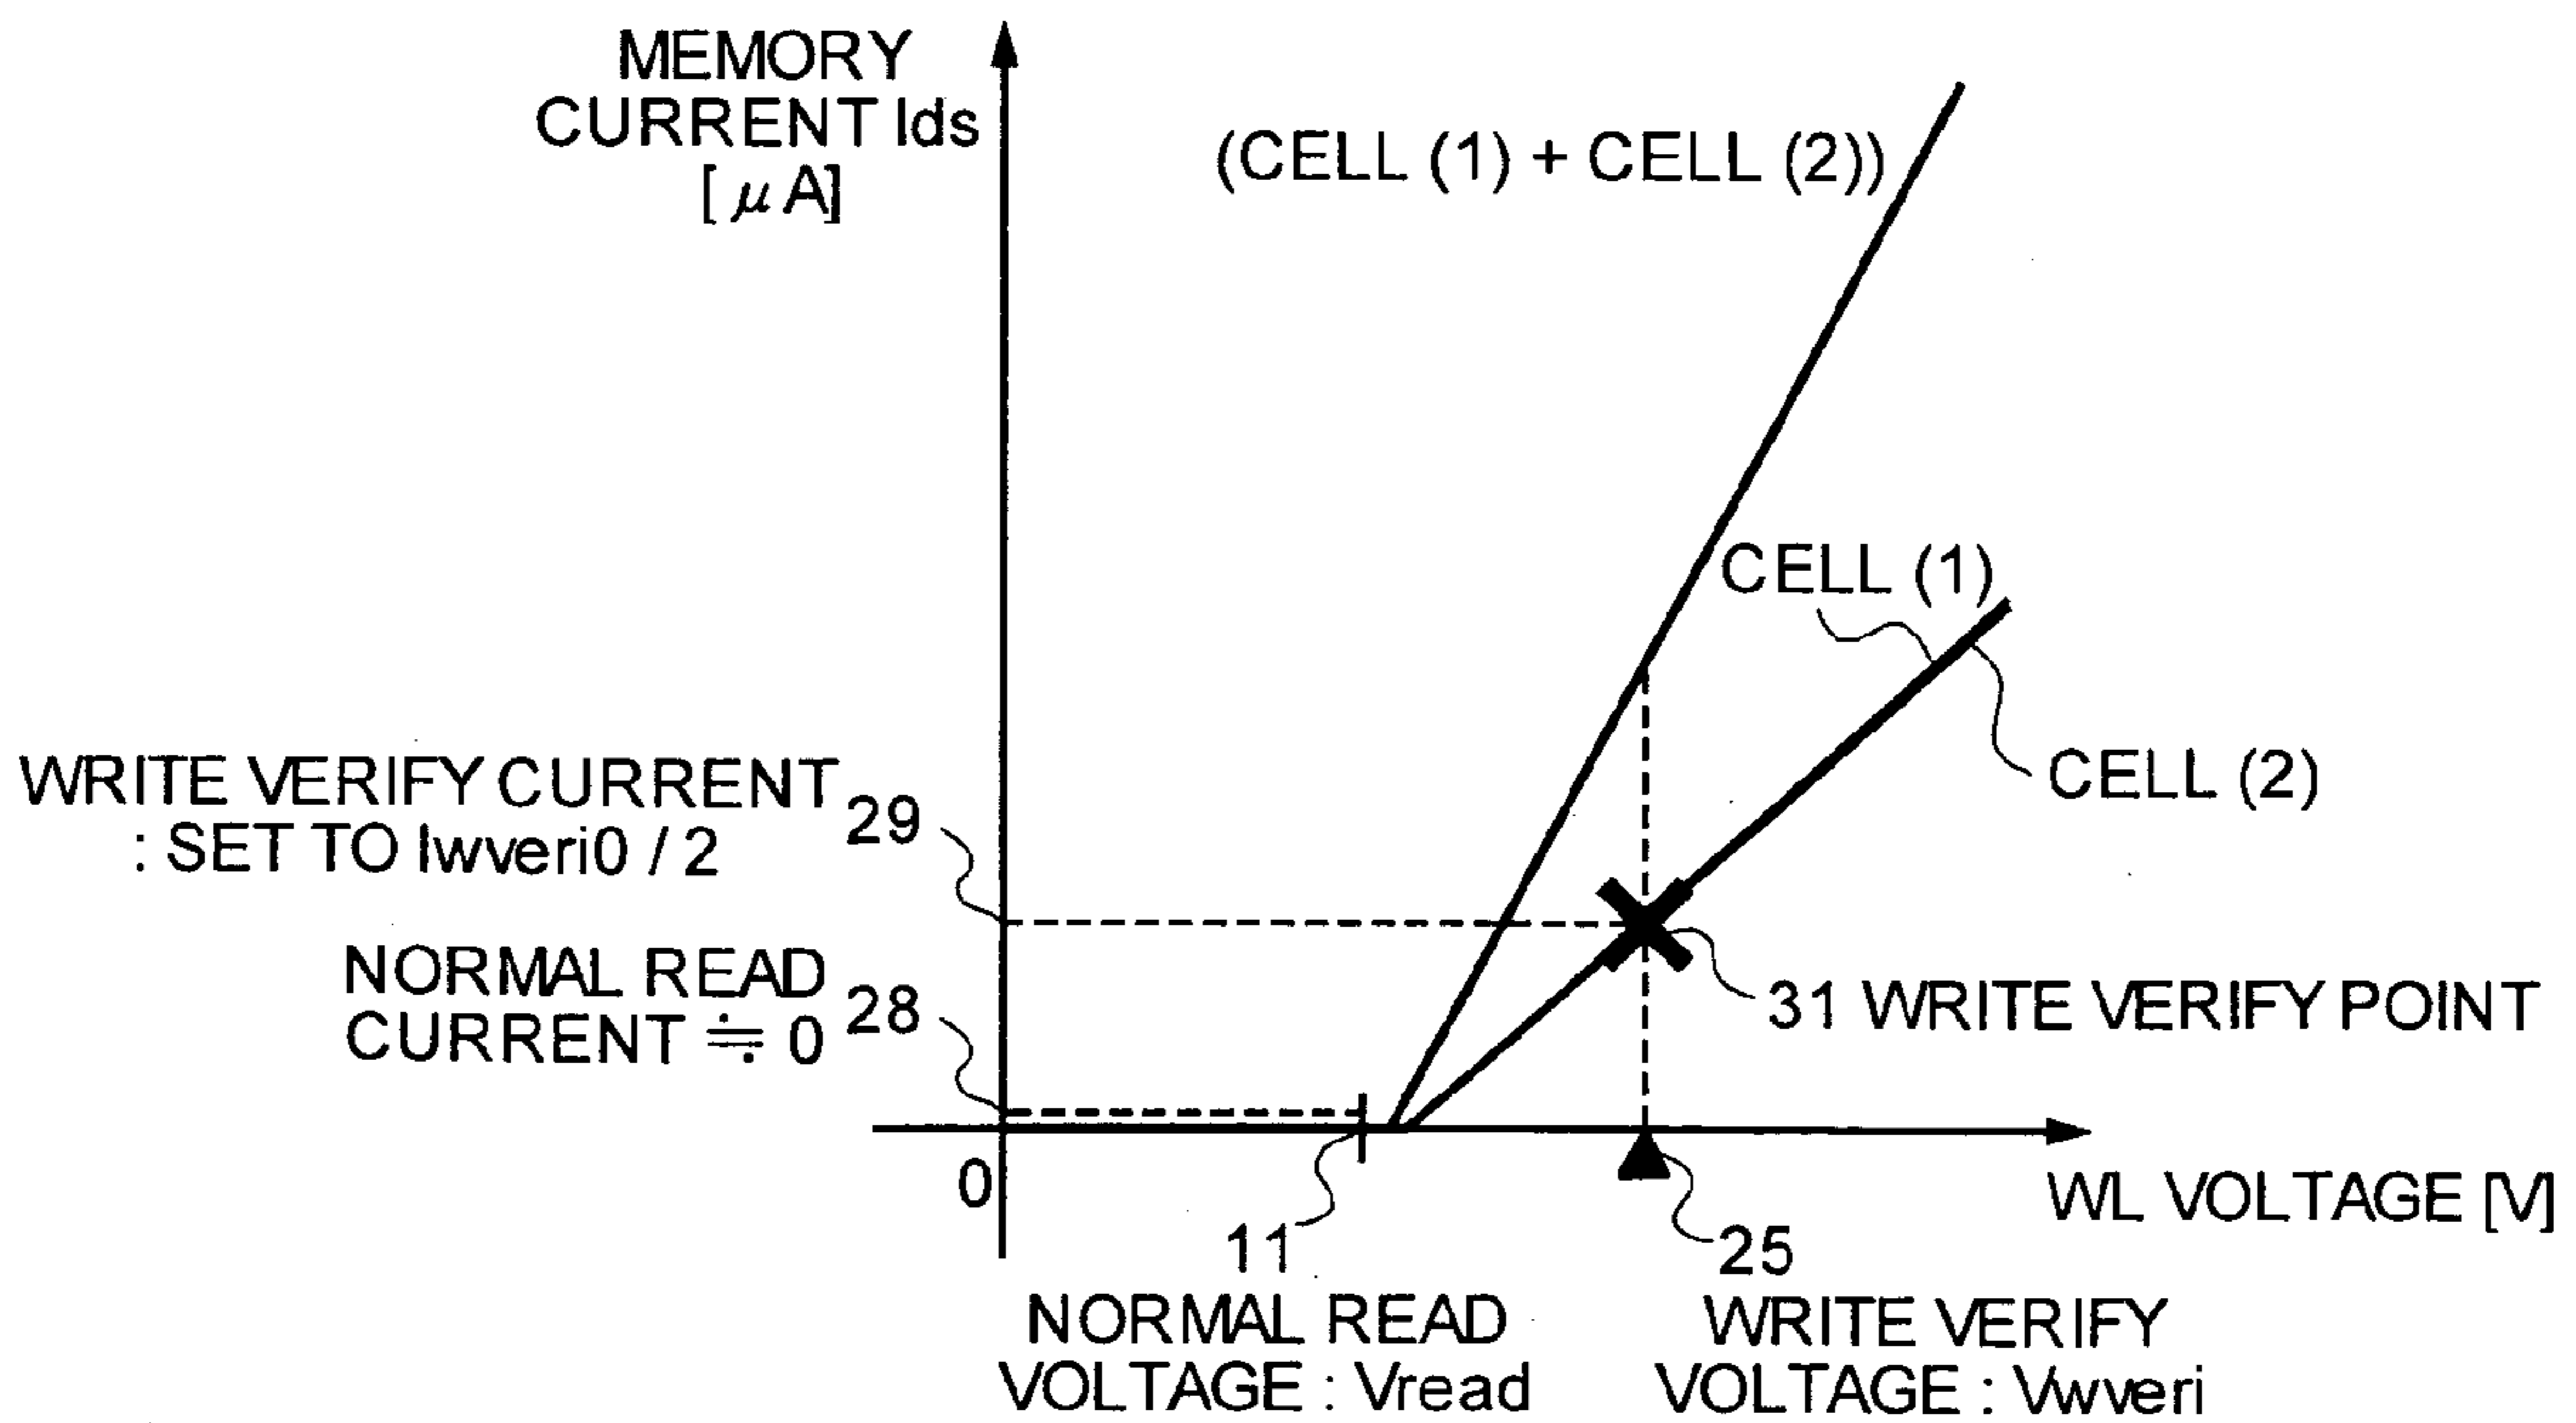 MEMORY
CURRENT Ids
[ μ A]
(CELL (1) + CELL (2))
CELL (1)
CELL (2)
WRITE VERIFY CURRENT
: SET TO Iwveri0 / 2
29
NORMAL READ
CURRENT ≒ 0
28
31 WRITE VERIFY POINT
0
WL VOLTAGE [V]
11
NORMAL READ
VOLTAGE : Vread
25
WRITE VERIFY
VOLTAGE : Vwveri